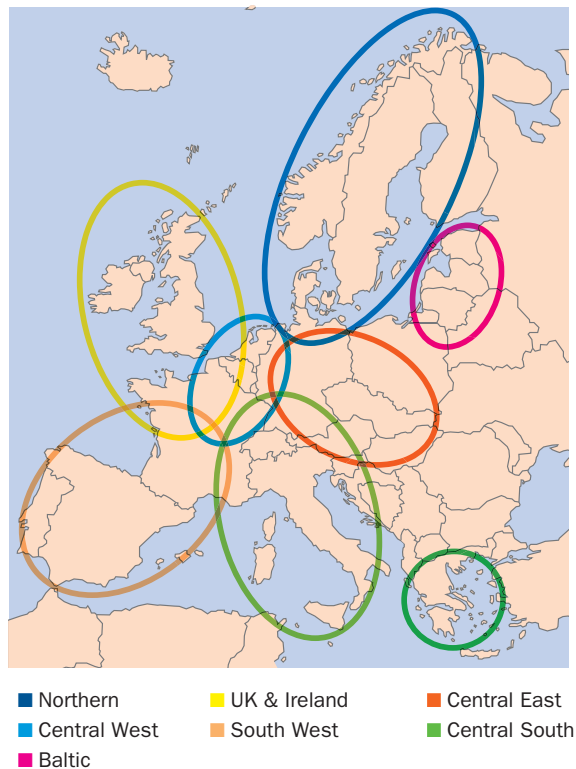 Northern
UK & Ireland
Central East
Central West
South West
Central South
Baltic